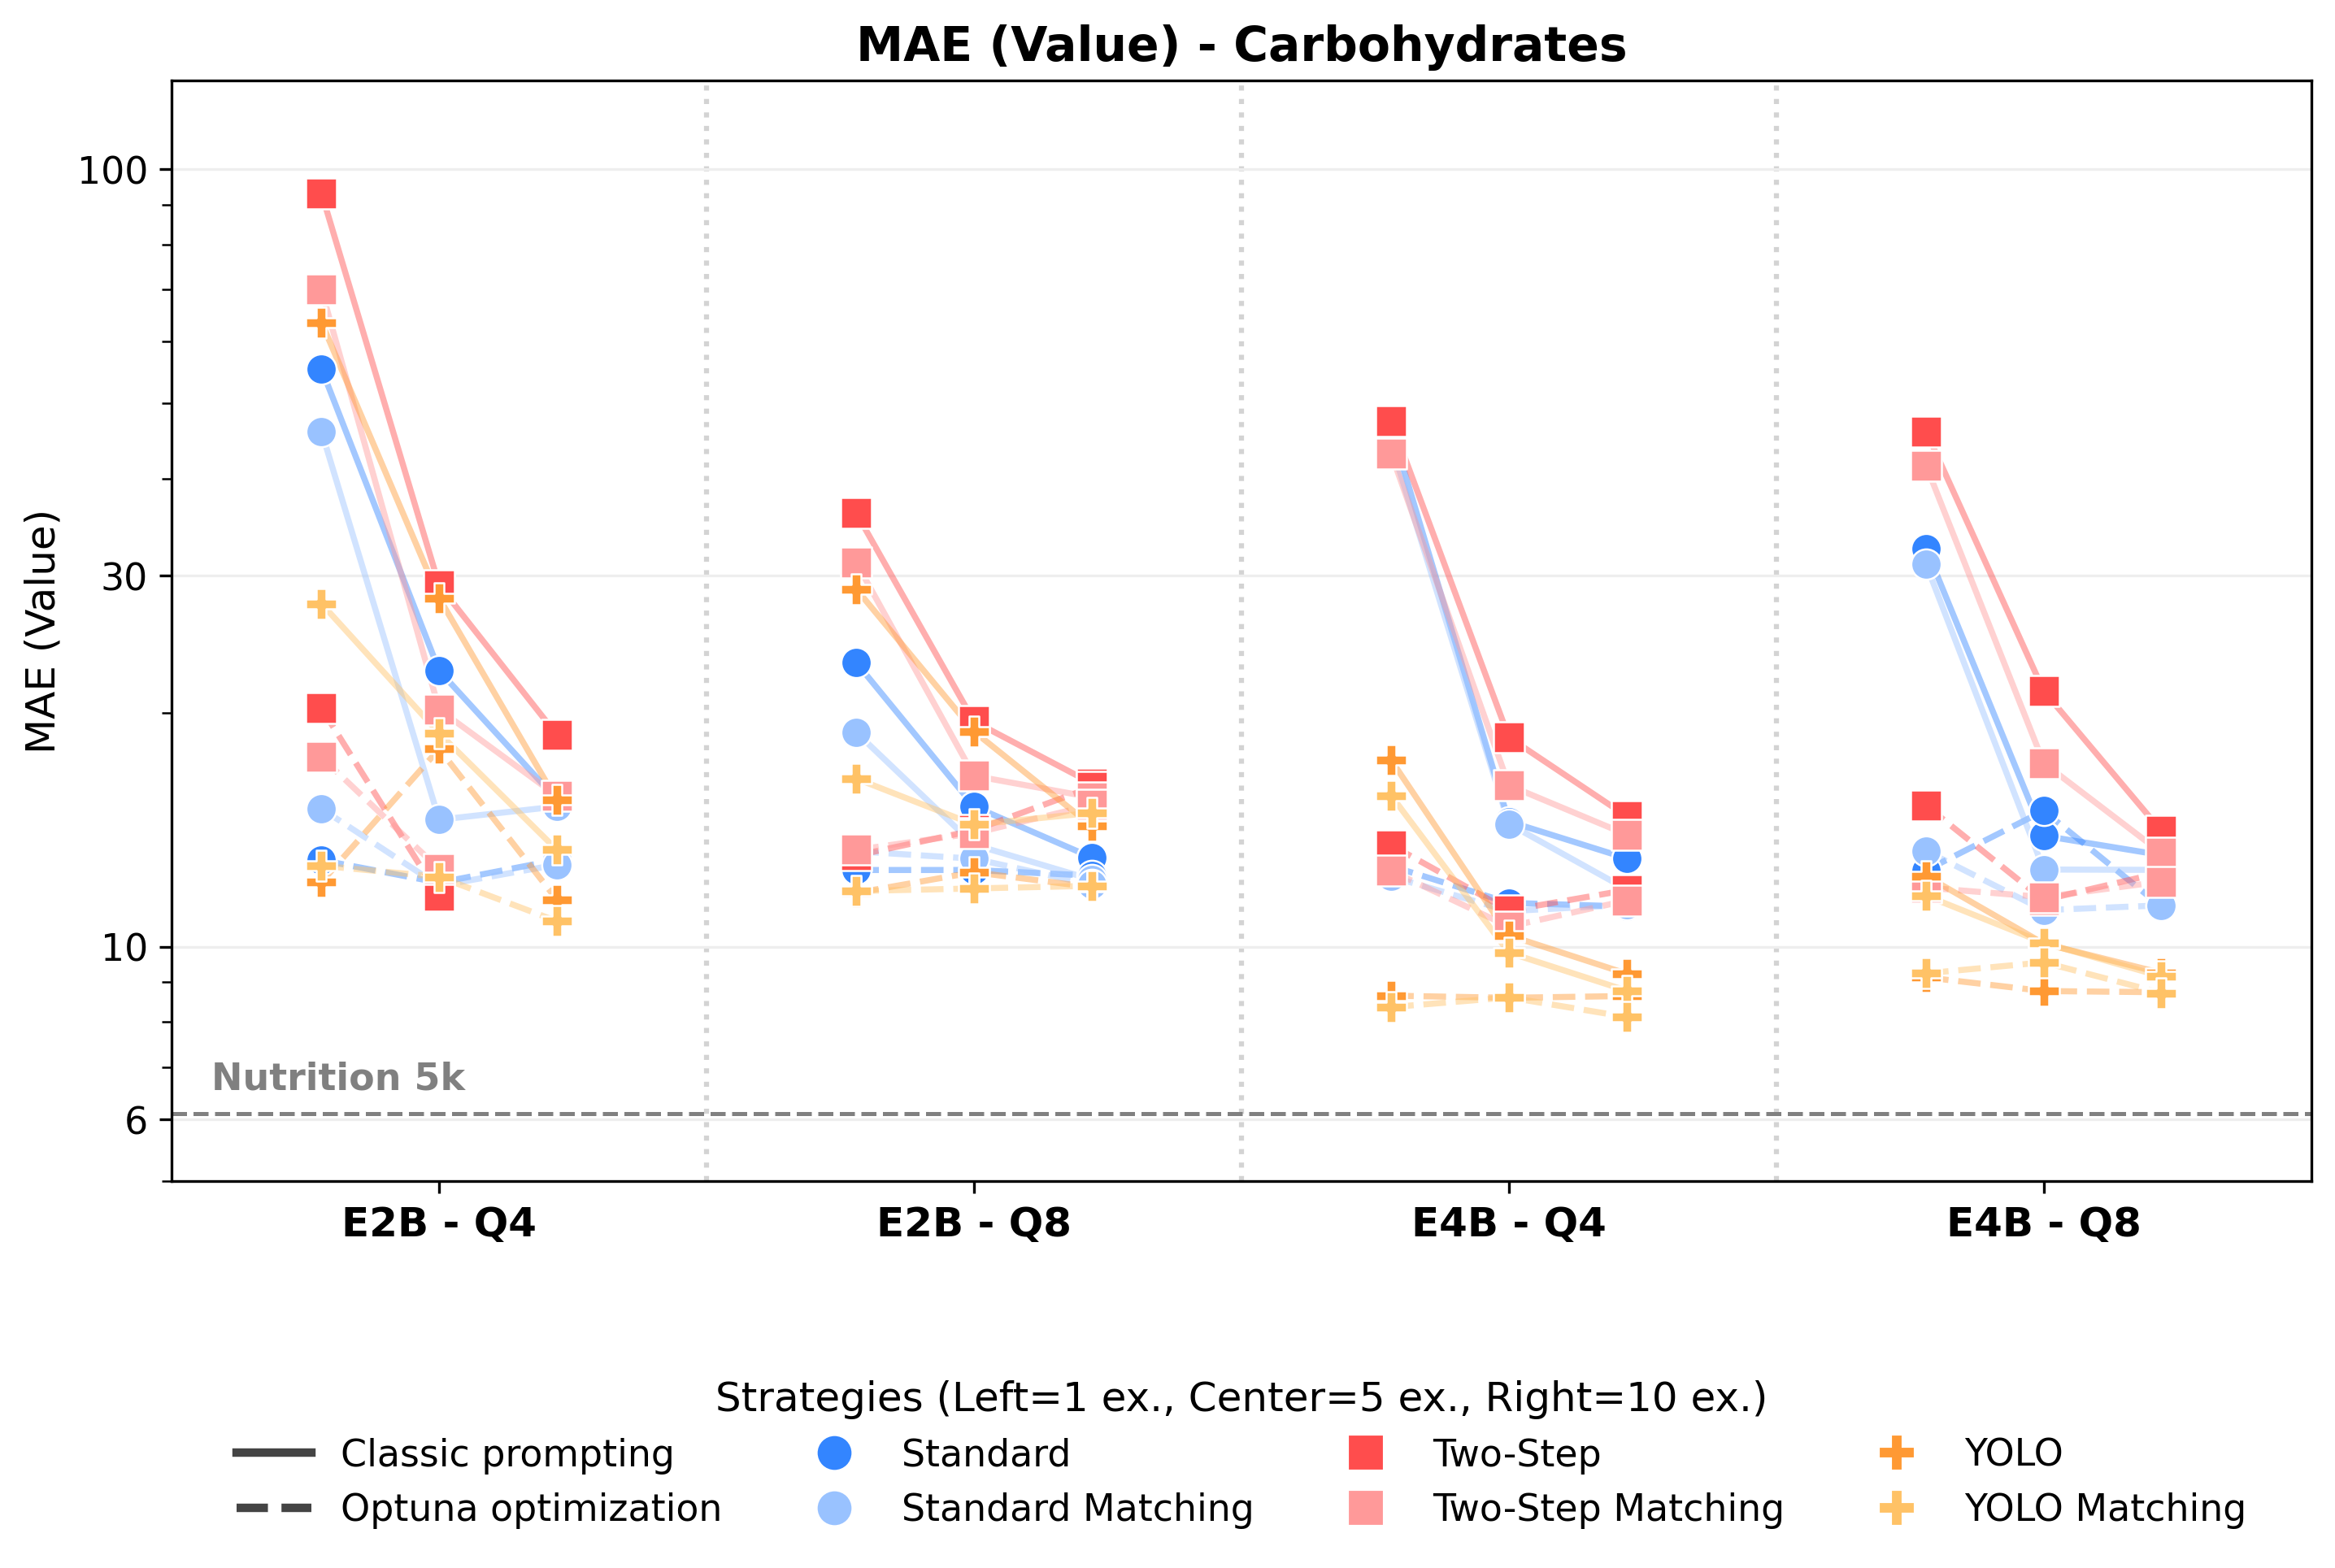 MAE (Value) - Carbohydrates
MAE (Value)
100
30
10
6
Nutrition 5k
E2B - Q4
E2B - Q8
E4B - Q4
E4B - Q8
Strategies (Left=1 ex., Center=5 ex., Right=10 ex.)
Classic prompting
Optuna optimization
Standard
Standard Matching
Two-Step
Two-Step Matching
YOLO
YOLO Matching